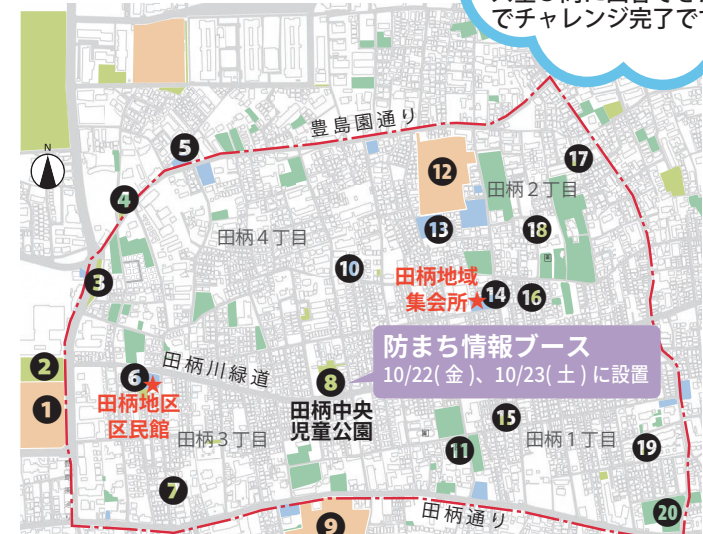 でチャレンジ完了です
豊島園通り
N
5
12
17
田柄2丁目
4
田柄4丁目
13
18
10
3
田柄地域
集会所★
14
16
防まち情報ブース
10/22(金)、10/23(土)に設置
2
6
田柄川緑道
8
1
田柄地区
区民館
田柄中央
児童公園
田柄3丁目
15
田柄1丁目
11
19
7
田柄通り
20
9